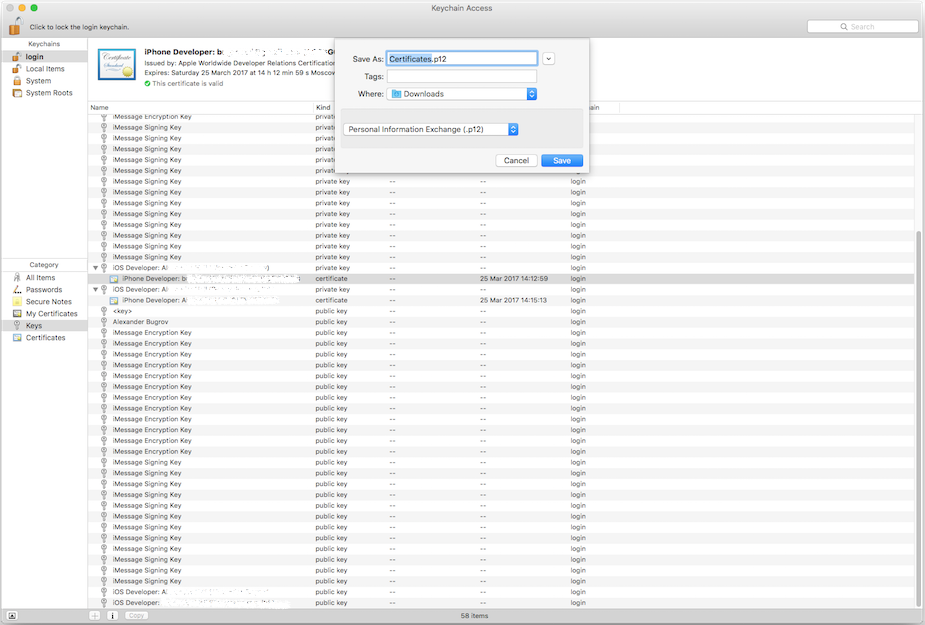 Keychain Access
Click to lock the login keychain.
Search
Keychains
login
Local Items
System
System Roots
Category
All Items
Passwords
Secure Notes
My Certificates
Keys
Certificates
Certificate
Standard
iPhone Developer: b
Issued by: Apple Worldwide Developer Relations Certification
Expires: Saturday 25 March 2017 at 14 h 12 min 59 s Moscow
This certificate is valid
Save As: Certificates.p12
Tags:
Where: Downloads
Personal Information Exchange (.p12)
Cancel Save
Name Kind
iMessage Encryption Key privat
iMessage Signing Key privat
iMessage Signing Key privat
iMessage Signing Key privat
iMessage Signing Key privat
iMessage Signing Key privat
iMessage Signing Key private key -- -- login
iMessage Signing Key private key -- -- login
iMessage Signing Key private key -- -- login
iMessage Signing Key private key -- -- login
iMessage Signing Key private key -- -- login
iMessage Signing Key private key -- -- login
iMessage Signing Key private key -- -- login
iMessage Signing Key private key -- -- login
iOS Developer: Al private key -- -- login
iPhone Developer: b certificate -- 25 Mar 2017 14:12:59 login
iOS Developer: A private key -- -- login
iPhone Developer: A certificate -- 25 Mar 2017 14:15:13 login
<key> public key -- -- login
Alexander Bugrov public key -- -- login
iMessage Encryption Key public key -- -- login
iMessage Encryption Key public key -- -- login
iMessage Encryption Key public key -- -- login
iMessage Encryption Key public key -- -- login
iMessage Encryption Key public key -- -- login
iMessage Encryption Key public key -- -- login
iMessage Encryption Key public key -- -- login
iMessage Encryption Key public key -- -- login
iMessage Encryption Key public key -- -- login
iMessage Encryption Key public key -- -- login
iMessage Encryption Key public key -- -- login
iMessage Encryption Key public key -- -- login
iMessage Signing Key public key -- -- login
iMessage Signing Key public key -- -- login
iMessage Signing Key public key -- -- login
iMessage Signing Key public key -- -- login
iMessage Signing Key public key -- -- login
iMessage Signing Key public key -- -- login
iMessage Signing Key public key -- -- login
iMessage Signing Key public key -- -- login
iMessage Signing Key public key -- -- login
iMessage Signing Key public key -- -- login
iMessage Signing Key public key -- -- login
iMessage Signing Key public key -- -- login
iOS Developer: A public key -- -- login
iOS Developer: public key -- -- login
Copy
58 items